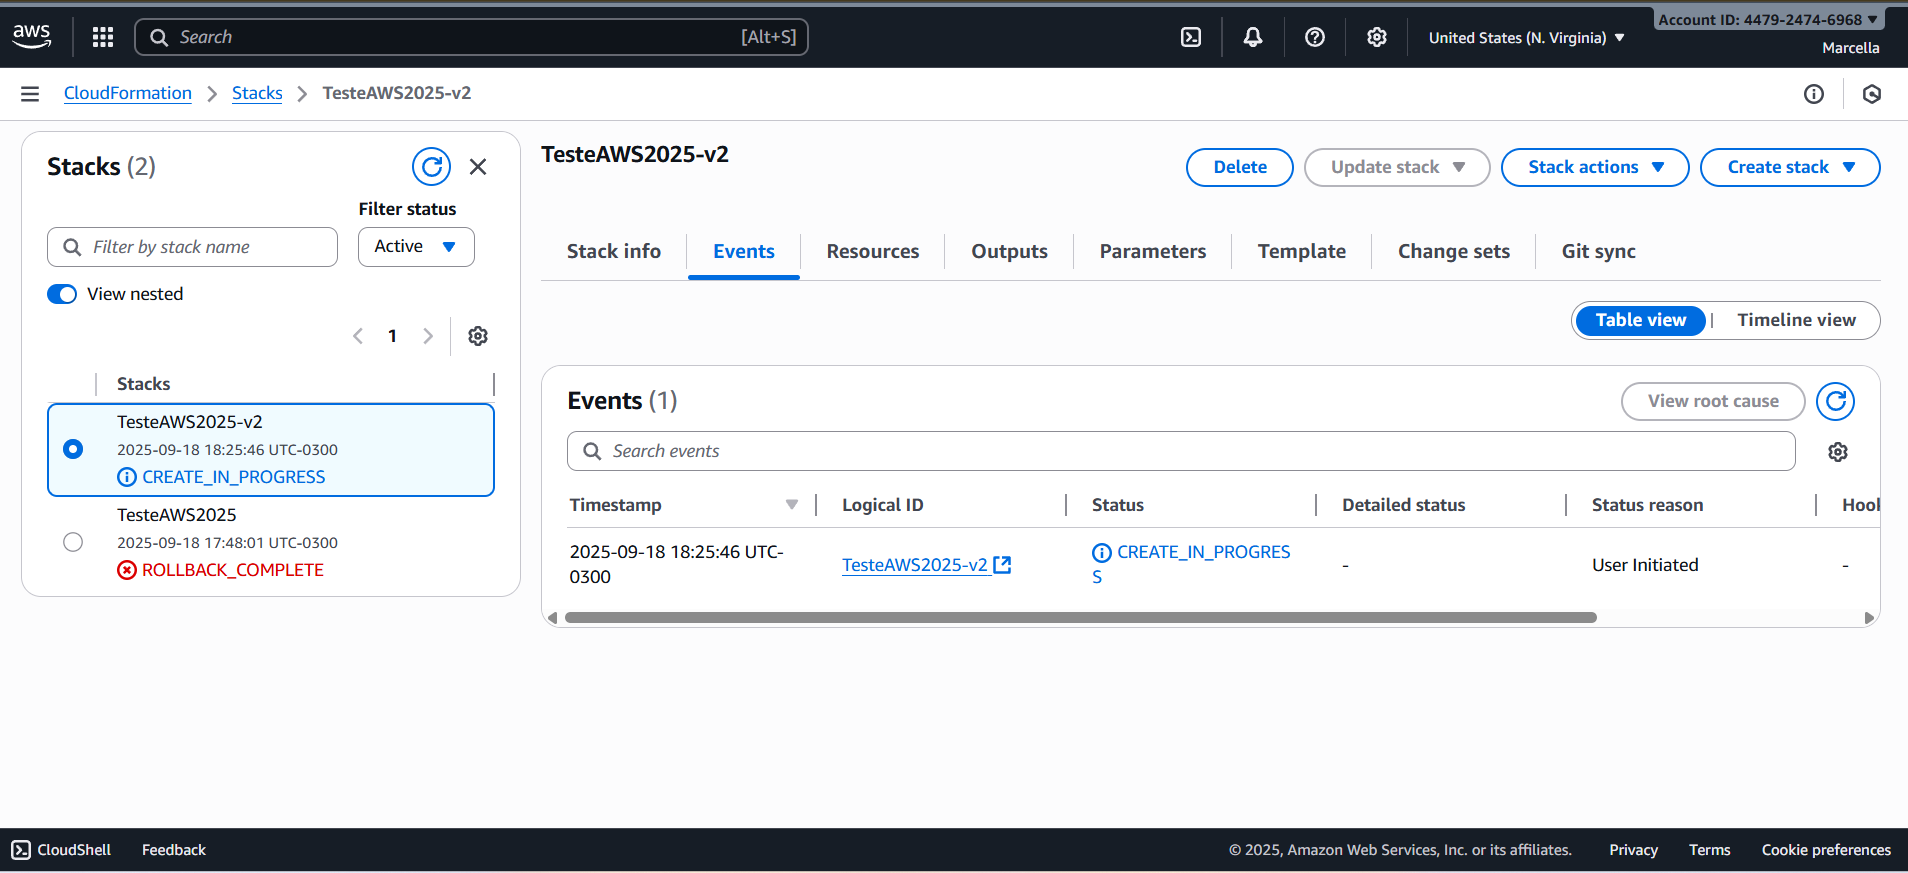 aws
Search [Alt+S]
United States (N. Virginia)
Account ID: 4479-2474-6968
Marcella
CloudFormation
Stacks
TesteAWS2025-v2
Stacks (2)
Filter status
Filter by stack name
Active
View nested
1
Stacks
TesteAWS2025-v2
2025-09-18 18:25:46 UTC-0300
CREATE_IN_PROGRESS
TesteAWS2025
2025-09-18 17:48:01 UTC-0300
ROLLBACK_COMPLETE
TesteAWS2025-v2
Delete
Update stack
Stack actions
Create stack
Stack info
Events
Resources
Outputs
Parameters
Template
Change sets
Git sync
Table view
Timeline view
Events (1)
View root cause
Search events
Timestamp
Logical ID
Status
Detailed status
Status reason
Hook
2025-09-18 18:25:46 UTC-
0300
TesteAWS2025-v2
CREATE_IN_PROGRES
S
-
User Initiated
-
CloudShell
Feedback
© 2025, Amazon Web Services, Inc. or its affiliates.
Privacy
Terms
Cookie preferences